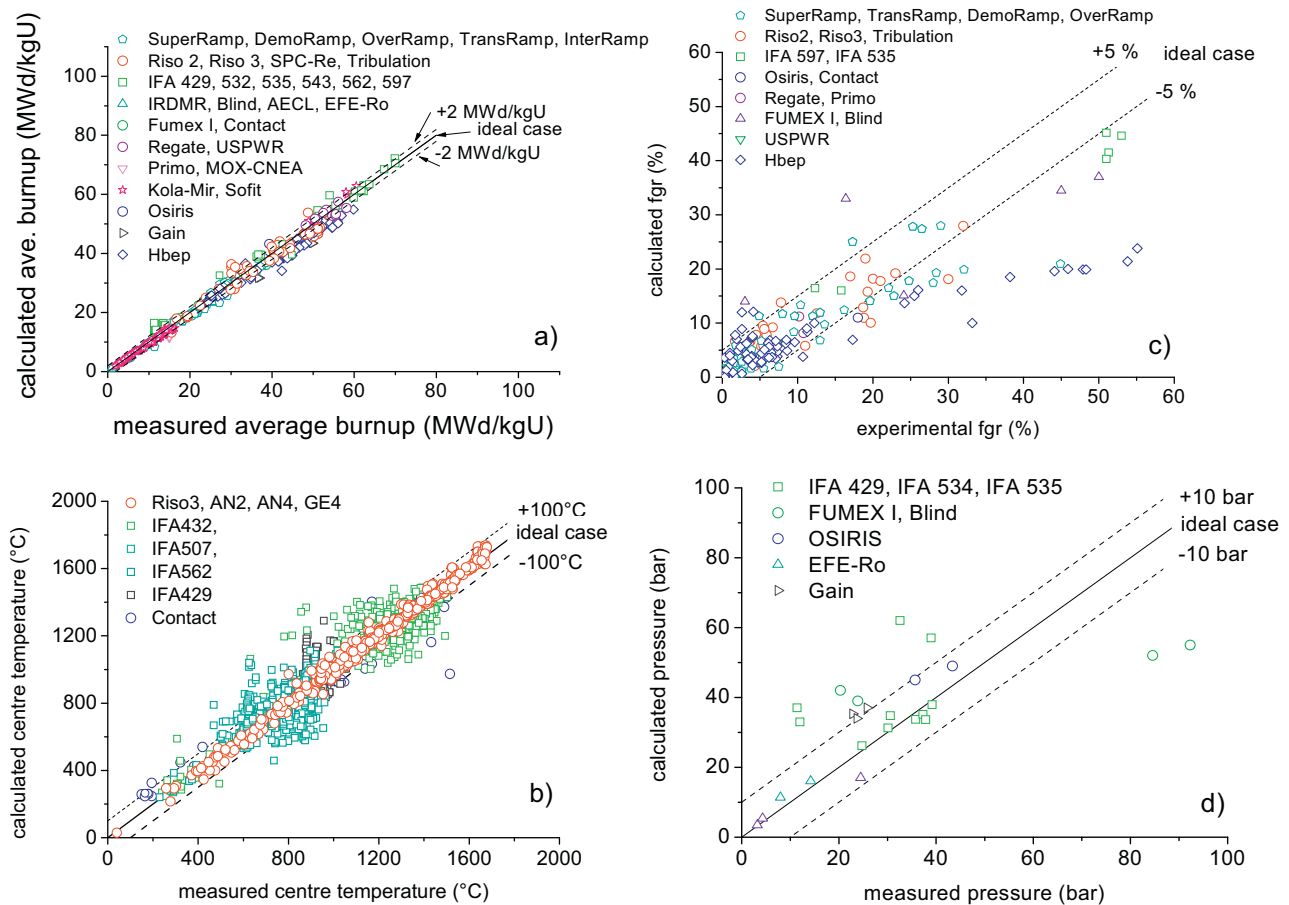 SuperRamp, DemoRamp, OverRamp, TransRamp, InterRamp
Riso 2, Riso 3, SPC-Re, Tribulation
IFA 429, 532, 535, 543, 562, 597
IRDMR, Blind, AECL, EFE-Ro
Fumex I, Contact
Regate, USPWR
Primo, MOX-CNEA
Kola-Mir, Sofit
Osiris
Gain
Hbep
+2 MWd/kgU
ideal case
-2 MWd/kgU
a)
calculated ave. burnup (MWd/kgU)
100
80
60
40
20
0
0 20 40 60 80 100
measured average burnup (MWd/kgU)
c)
SuperRamp, TransRamp, DemoRamp, OverRamp
Riso2, Riso3, Tribulation
IFA 597, IFA 535
Osiris, Contact
Regate, Primo
FUMEX I, Blind
USPWR
Hbep
+5 %
ideal case
-5 %
calculated fgr (%)
60
50
40
30
20
10
0
0 10 20 30 40 50 60
experimental fgr (%)
Riso3, AN2, AN4, GE4
IFA432,
IFA507,
IFA562
IFA429
Contact
+100°C
ideal case
-100°C
b)
calculated centre temperature (°C)
2000
1600
1200
800
400
0
0 400 800 1200 1600 2000
measured centre temperature (°C)
IFA 429, IFA 534, IFA 535
FUMEX I, Blind
OSIRIS
EFE-Ro
Gain
+10 bar
ideal case
-10 bar
d)
calculated pressure (bar)
100
80
60
40
20
0
0 20 40 60 80 100
measured pressure (bar)